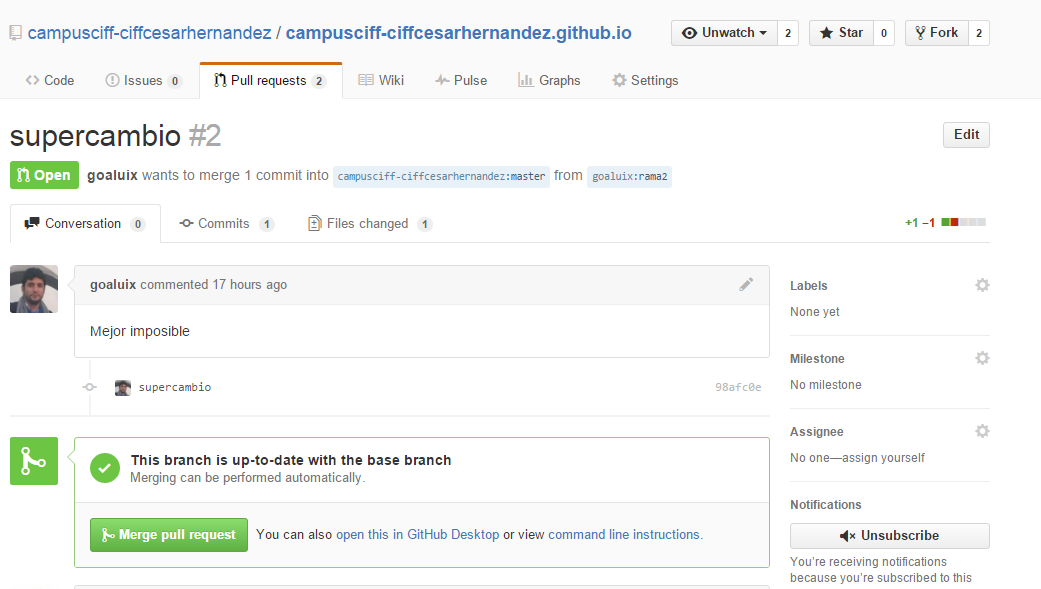 campusciff-ciffcesarhernandez / campusciff-ciffcesarhernandez.github.io
Unwatch 2 Star 0 Fork 2
Code Issues 0 Pull requests 2 Wiki Pulse Graphs Settings
supercambio #2
Edit
Open goaluix wants to merge 1 commit into campusciff-ciffcesarhernandez:master from goaluix:rama2
Conversation 0 Commits 1 Files changed 1
+1 −1
goaluix commented 17 hours ago
Mejor imposible
supercambio 98afc0e
This branch is up-to-date with the base branch
Merging can be performed automatically.
Merge pull request You can also open this in GitHub Desktop or view command line instructions.
Labels
None yet
Milestone
No milestone
Assignee
No one—assign yourself
Notifications
Unsubscribe
You’re receiving notifications
because you’re subscribed to this